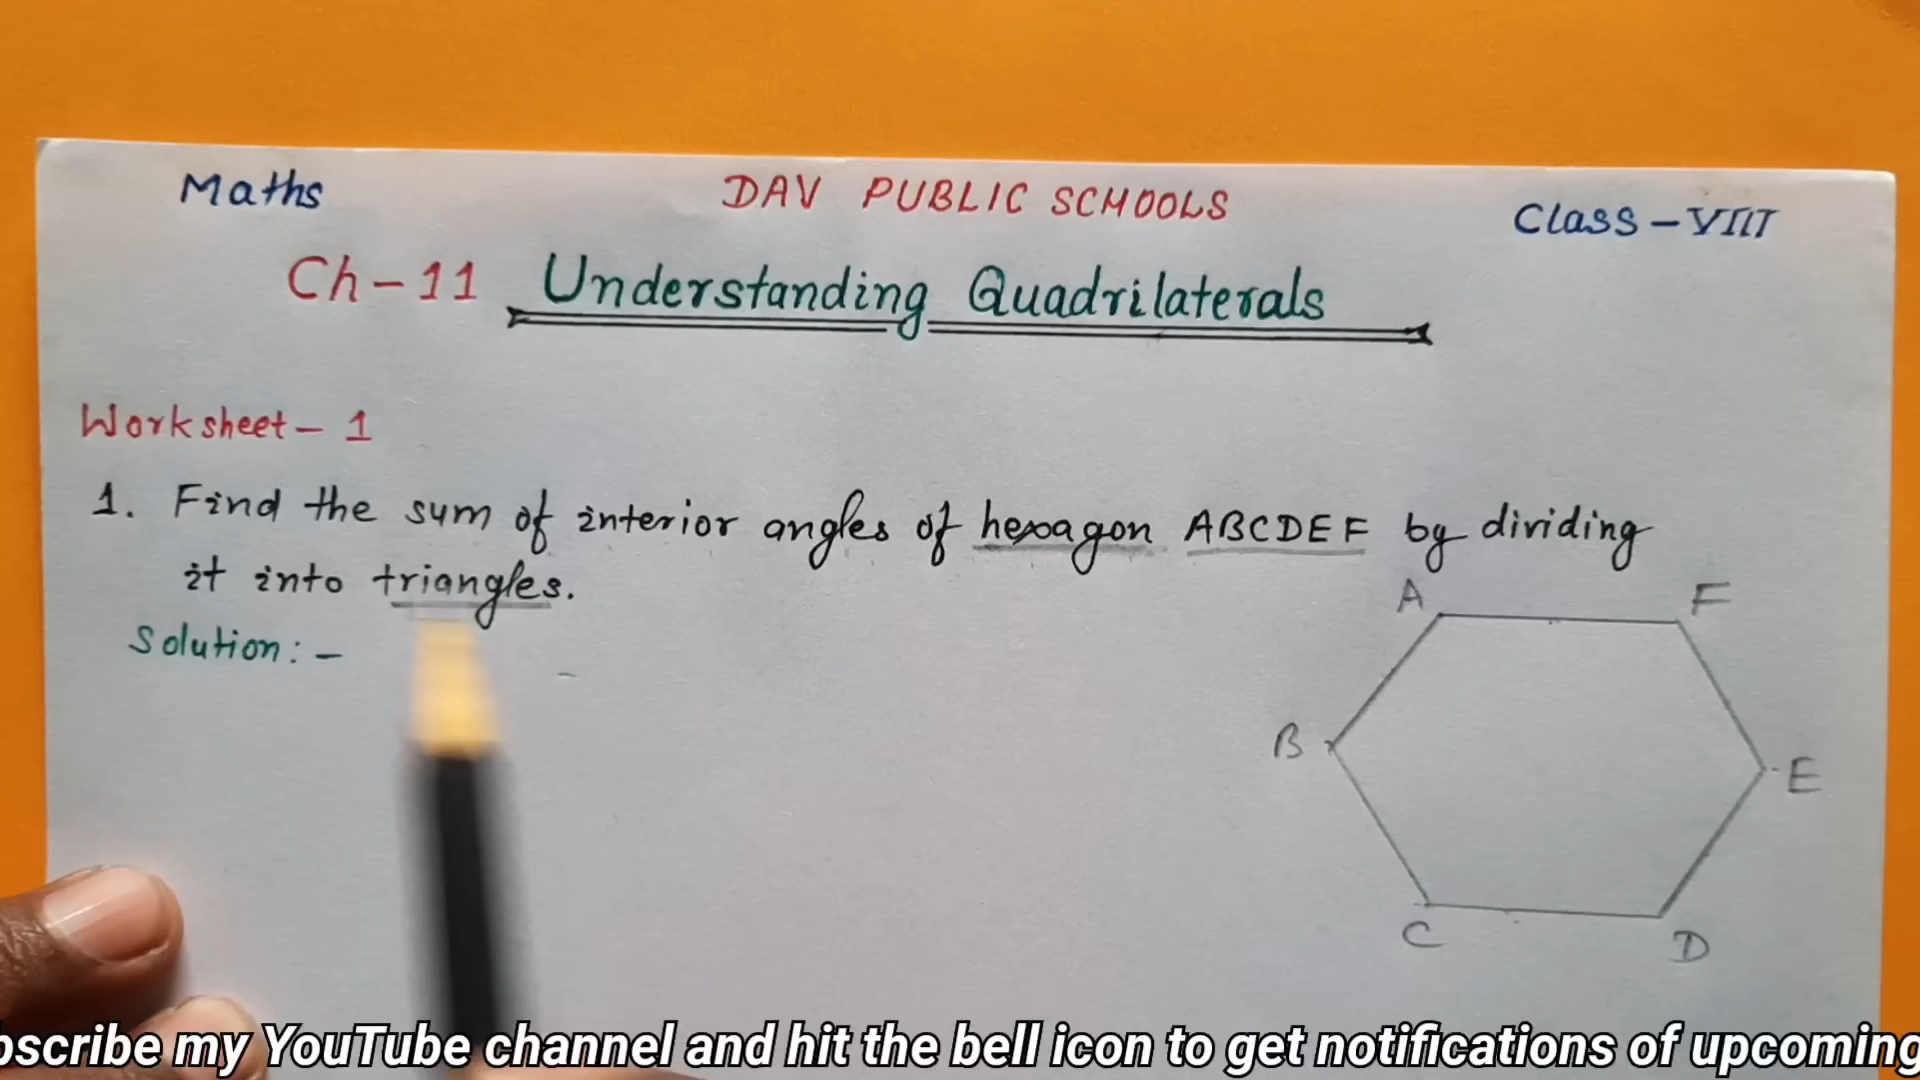 Maths
DAV PUBLIC SCHOOLS
Class - VIII
Ch - 11 Understanding Quadrilaterals
Worksheet - 1
1. Find the sum of interior angles of hexagon ABCDEF by dividing
it into triangles.
Solution: -
A
F
B
E
C
D
bscribe my YouTube channel and hit the bell icon to get notifications of upcoming